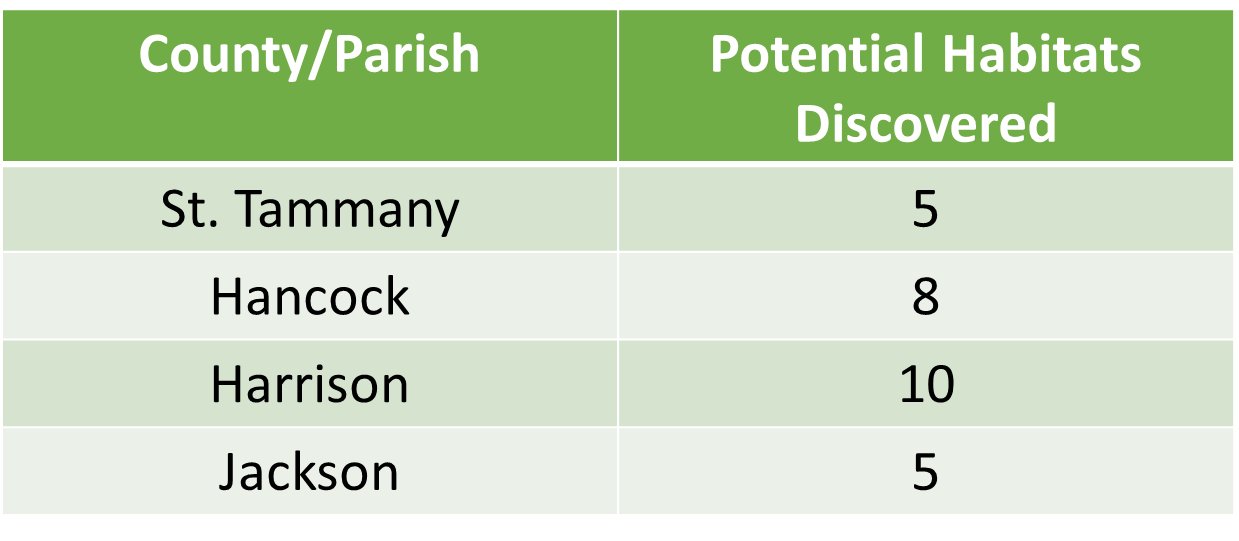 County/Parish
Potential Habitats
Discovered
St. Tammany 5
Hancock 8
Harrison 10
Jackson 5